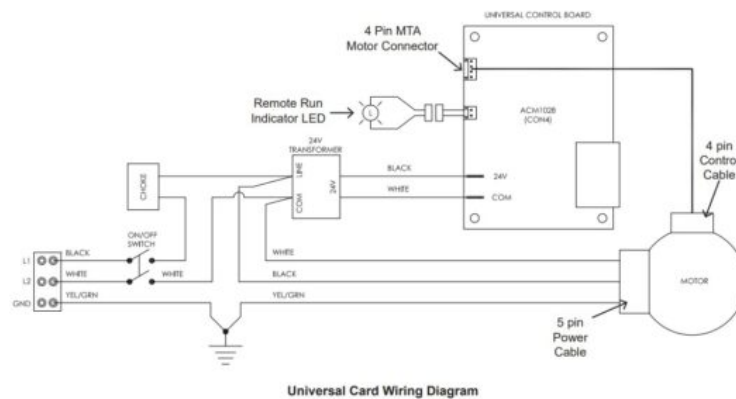 UNIVERSAL CONTROL BOARD
4 Pin MTA
Motor Connector
Remote Run
Indicator LED
L
ACM102B
(CON4)
24V
TRANSFORMER
LINE
COM
24V
BLACK
WHITE
24V
COM
4 pin
Control
Cable
CHOKE
ON/OFF
SWITCH
L1
BLACK
WHITE
L2
WHITE
WHITE
BLACK
MOTOR
GND
YEL/GRN
YEL/GRN
5 pin
Power
Cable
Universal Card Wiring Diagram